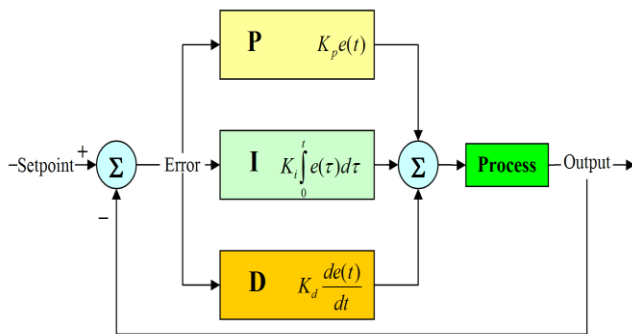 P K_p e(t)
+
–Setpoint Σ Error I K_i ∫_0^t e(τ)dτ Σ Process Output
–
D K_d de(t)/dt